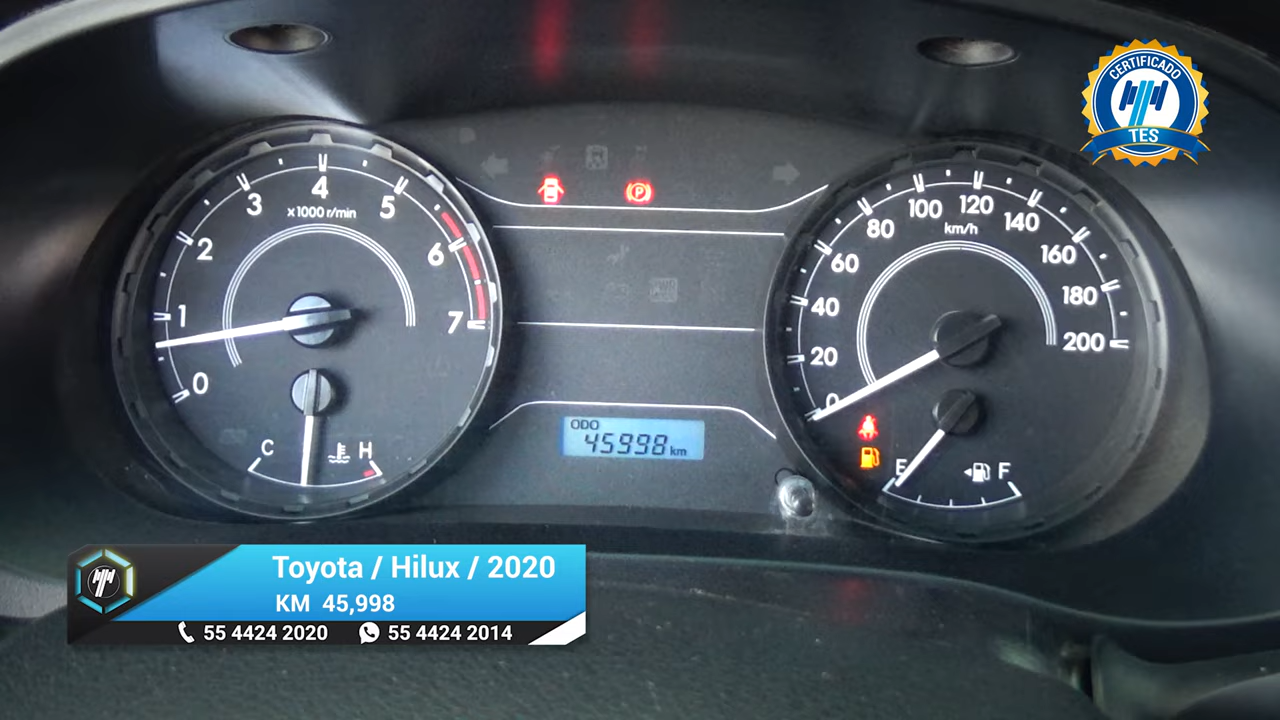 CERTIFICADO
TES
0
1
2
3
4
5
6
7
x1000 r/min
C
H
ODO
45998 km
0
20
40
60
80
100
120
140
160
180
200
km/h
E
F
Toyota / Hilux / 2020
KM 45,998
55 4424 2020
55 4424 2014